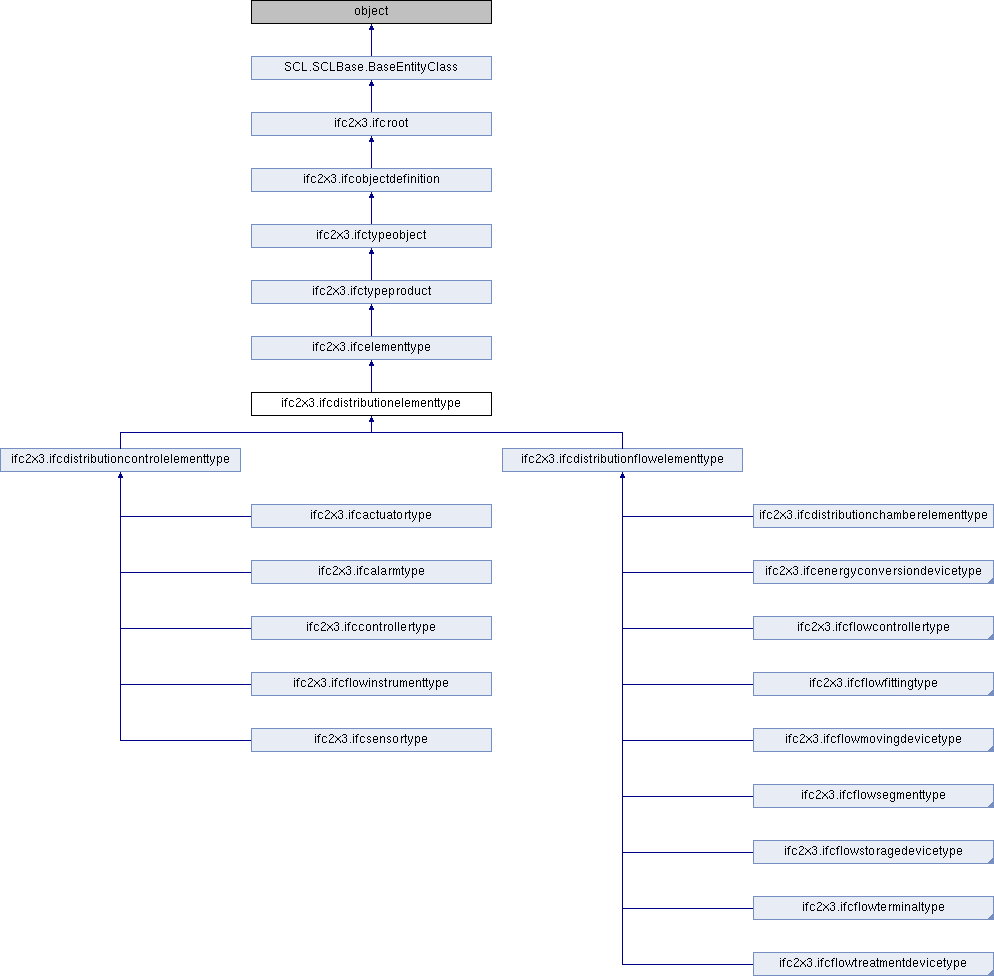 object
SCL.SCLBase.BaseEntityClass
ifc2x3.ifcroot
ifc2x3.ifcobjectdefinition
ifc2x3.ifctypeobject
ifc2x3.ifctypeproduct
ifc2x3.ifcelementtype
ifc2x3.ifcdistributionelementtype
ifc2x3.ifcdistributioncontrolelementtype
ifc2x3.ifcdistributionflowelementtype
ifc2x3.ifcactuatortype
ifc2x3.ifcalarmtype
ifc2x3.ifccontrollertype
ifc2x3.ifcflowinstrumenttype
ifc2x3.ifcsensortype
ifc2x3.ifcdistributionchamberelementtype
ifc2x3.ifcenergyconversiondevicetype
ifc2x3.ifcflowcontrollertype
ifc2x3.ifcflowfittingtype
ifc2x3.ifcflowmovingdevicetype
ifc2x3.ifcflowsegmenttype
ifc2x3.ifcflowstoragedevicetype
ifc2x3.ifcflowterminaltype
ifc2x3.ifcflowtreatmentdevicetype